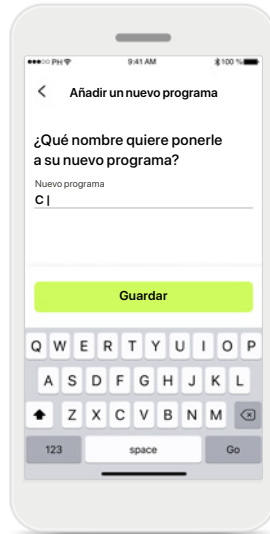 PH 9:41 AM 100 %
Añadir un nuevo programa
¿Qué nombre quiere ponerle
a su nuevo programa?
Nuevo programa
C |
Guardar
Q W E R T Y U I O P
A S D F G H J K L
Z X C V B N M
123 space Go